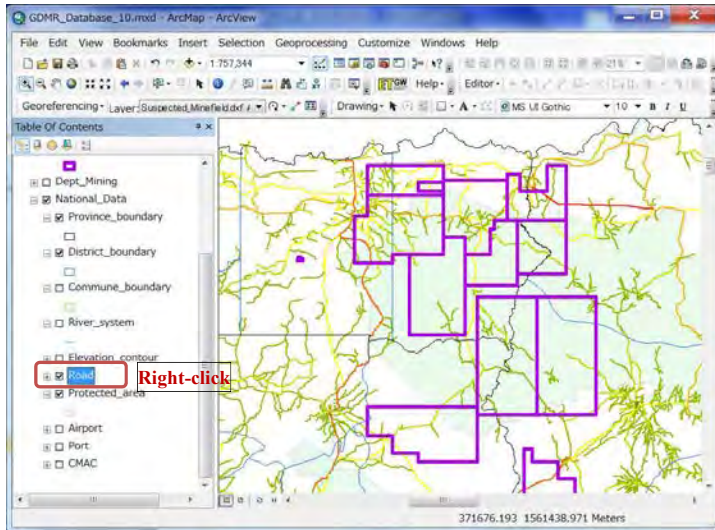 GDMR_Database_10.mxd - ArcMap - ArcView
File Edit View Bookmarks Insert Selection Geoprocessing Customize Windows Help
1:757,344
Help
Editor
Georeferencing Layer: Suspected_Minefield.dxf
Drawing A MS UI Gothic 10 B I U
Table Of Contents
Dept_Mining
National_Data
Province_boundary
District_boundary
Commune_boundary
River_system
Elevation_contour
Road
Right-click
Protected_area
Airport
Port
CMAC
371676.193 1561438.971 Meters